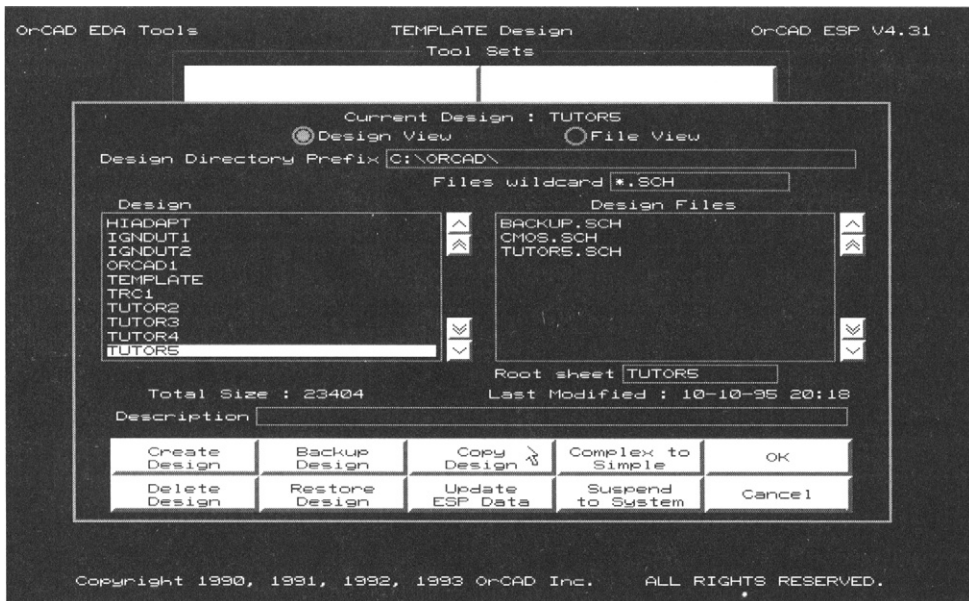 OrCAD EDA Tools TEMPLATE Design OrCAD ESP V4.31
Tool Sets
Current Design : TUTOR5
Design View File View
Design Directory Prefix C:\ORCAD\
Files wildcard *.SCH
Design Design Files
HIADAPT BACKUP.SCH
IGNDUT1 CMOS.SCH
IGNDUT2 TUTOR5.SCH
ORCAD1
TEMPLATE
TRC1
TUTOR2
TUTOR3
TUTOR4
TUTOR5
Root sheet TUTOR5
Total Size : 23404 Last Modified : 10-10-95 20:18
Description
Create Design Backup Design Copy Design Complex to Simple OK
Delete Design Restore Design Update ESP Data Suspend to System Cancel
Copyright 1990, 1991, 1992, 1993 OrCAD Inc. ALL RIGHTS RESERVED.